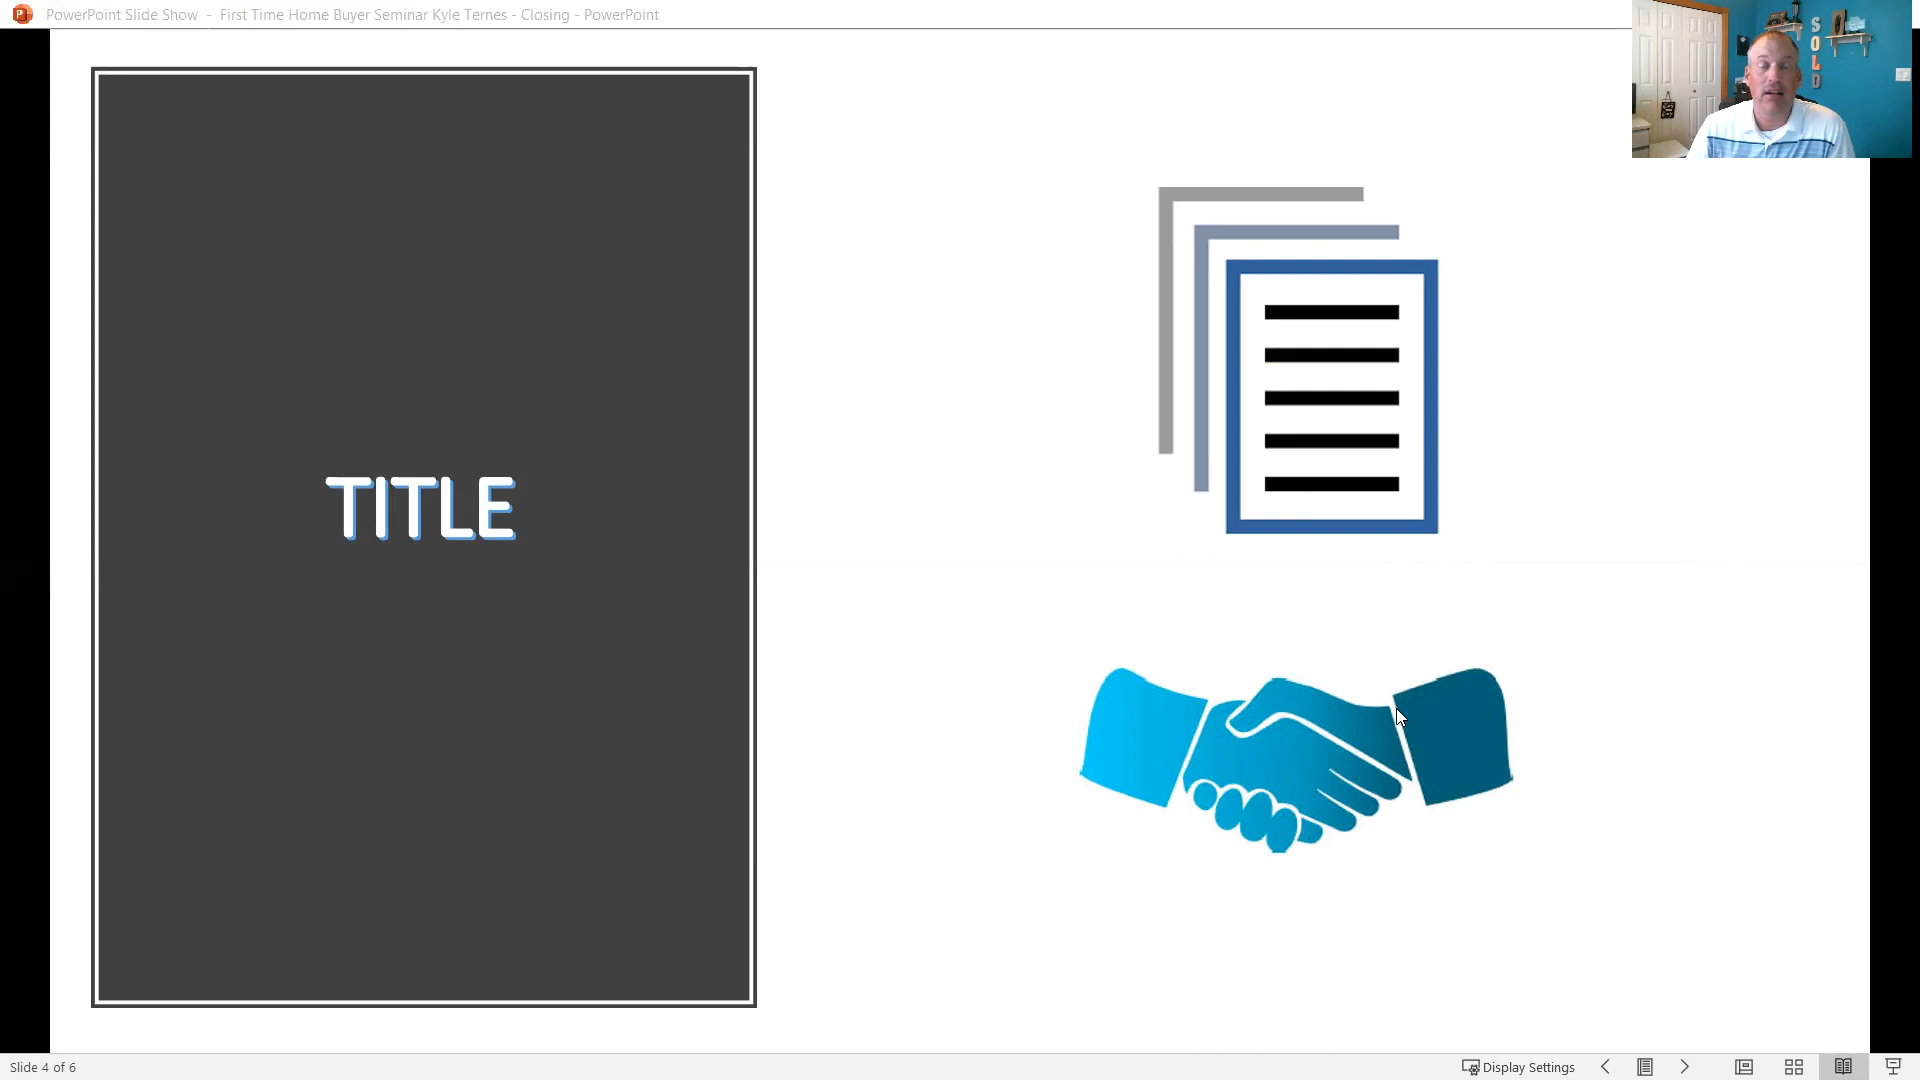 PowerPoint Slide Show - First Time Home Buyer Seminar Kyle Ternes - Closing - PowerPoint
SOLD
TITLE
Slide 4 of 6
Display Settings